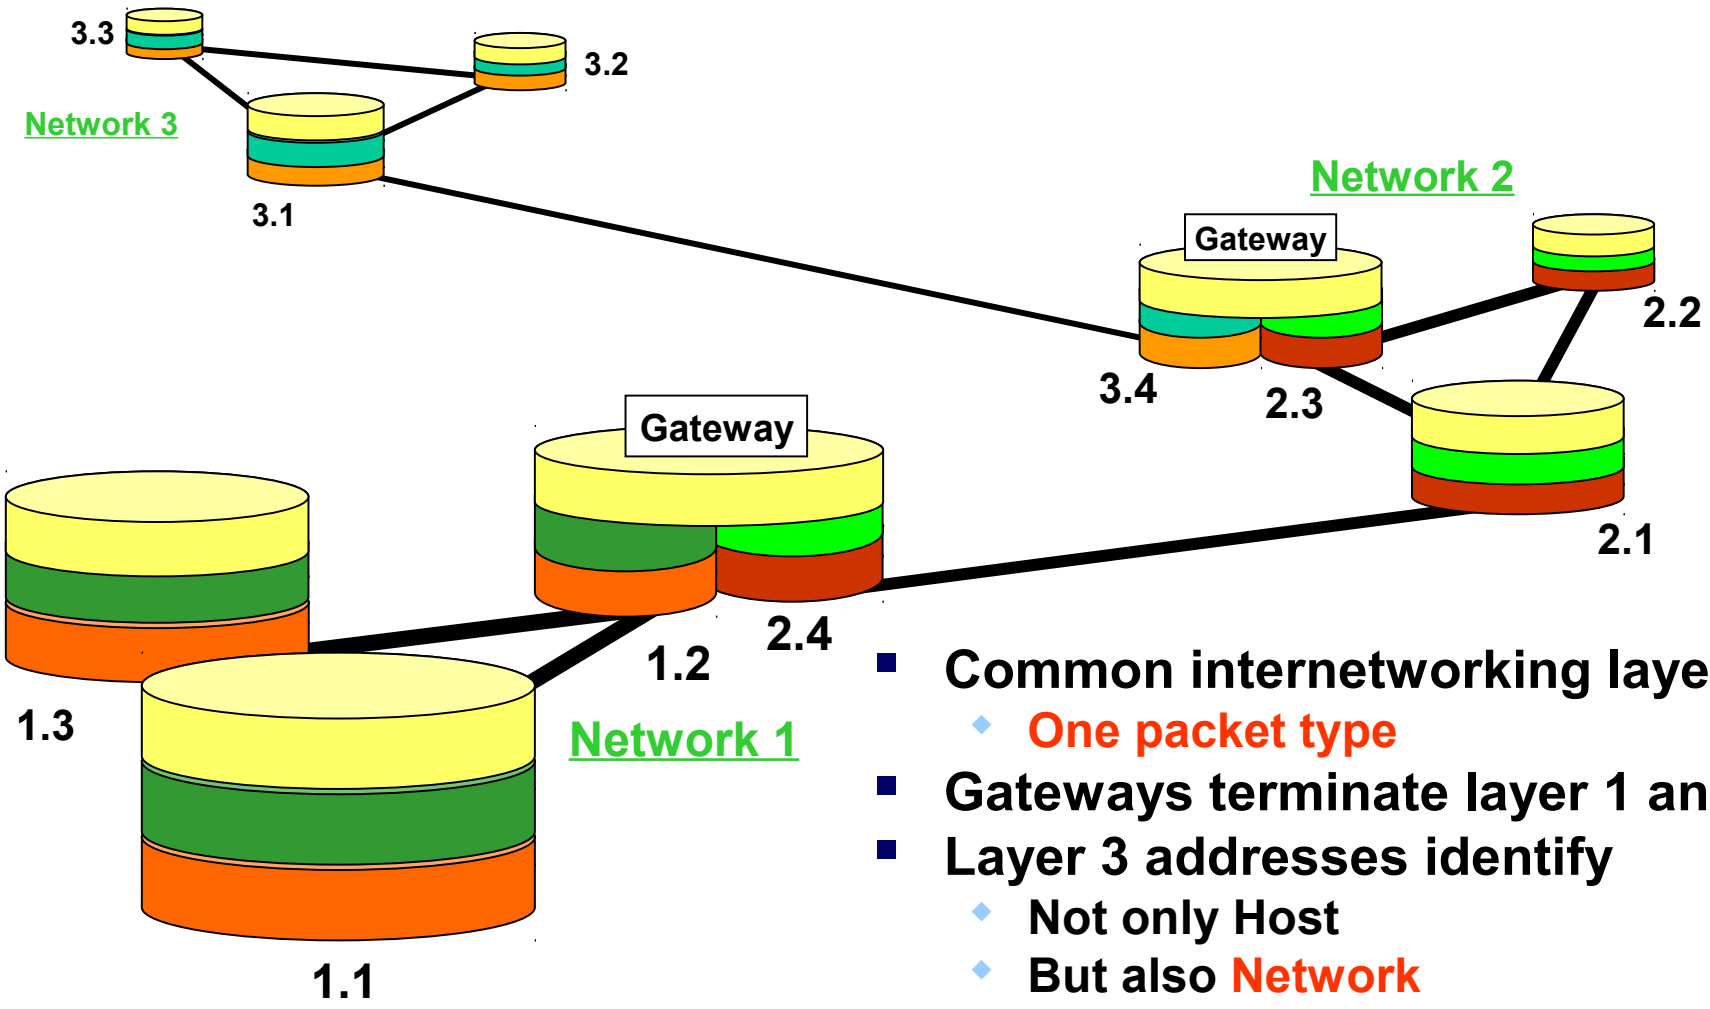 3.3
3.2
Network 3
3.1
Network 2
Gateway
2.2
3.4
2.3
Gateway
2.1
2.4
1.2
1.3
Network 1
1.1
Common internetworking laye
One packet type
Gateways terminate layer 1 an
Layer 3 addresses identify
Not only Host
But also Network